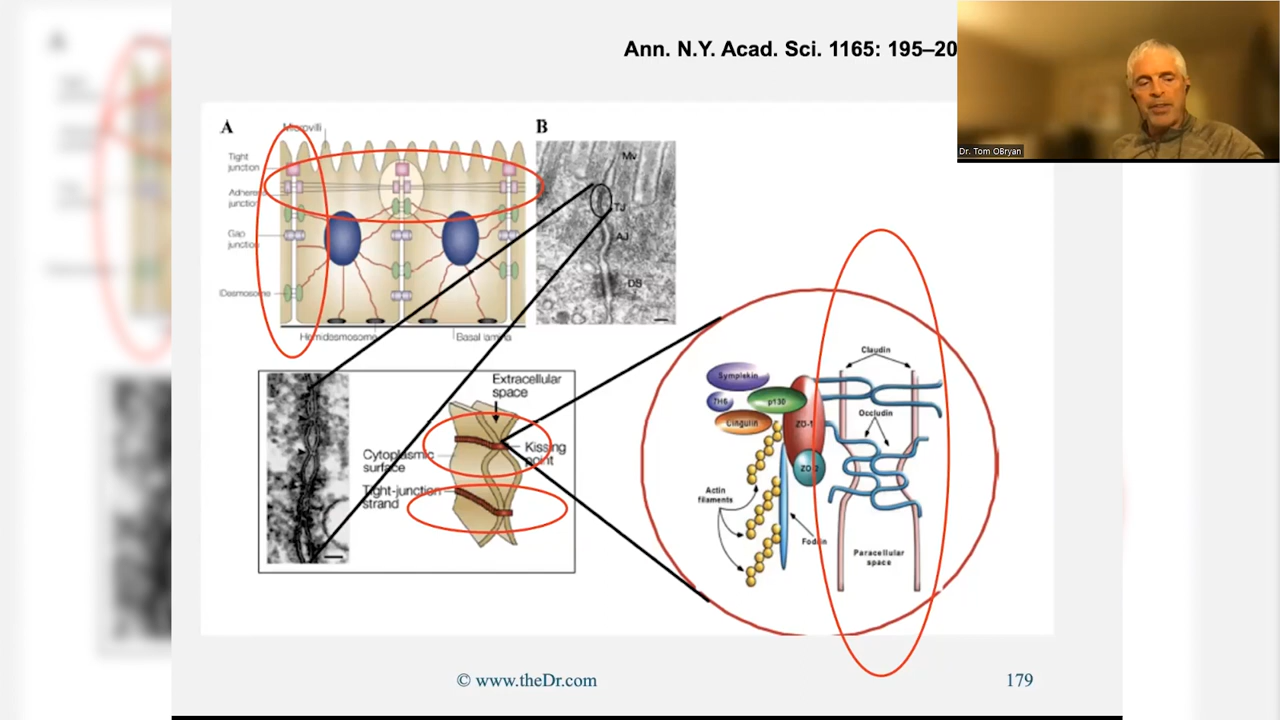 Ann. N.Y. Acad. Sci. 1165: 195–20
Dr. Tom OBryan
A
B
Microvilli
Tight
junction
Adherens
junction
Gap
junction
Desmosome
Hemidesmosome
Basal lamina
Mv
TJ
AJ
DS
Extracellular
space
Kissing
point
Cytoplasmic
surface
Tight-junction
strand
Symplekin
7H6
p130
Cingulin
ZO-1
ZO-2
Actin
filaments
Fodrin
Claudin
Occludin
Paracellular
space
© www.theDr.com
179